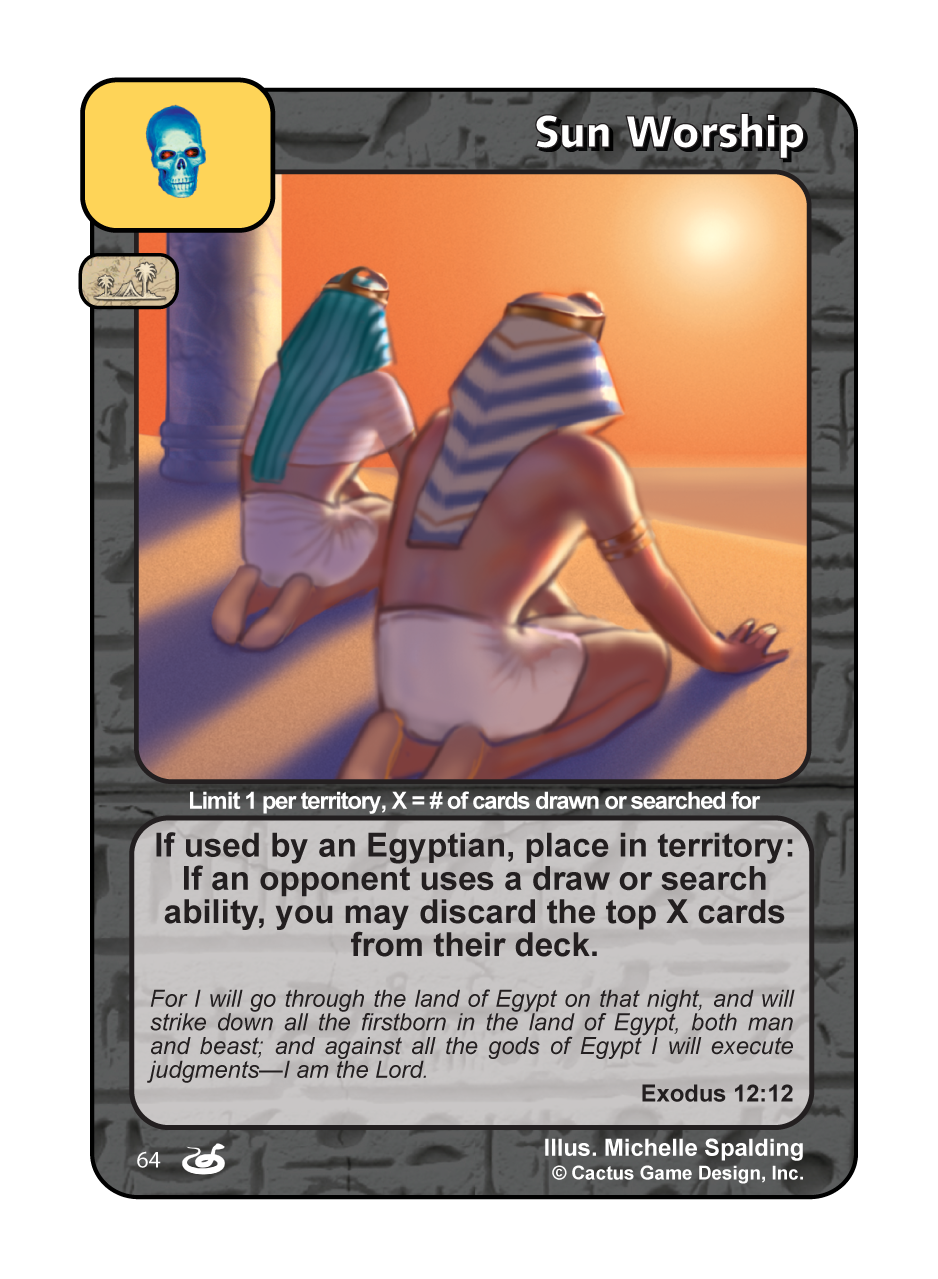 Sun Worship
Limit 1 per territory, X = # of cards drawn or searched for
If used by an Egyptian, place in territory:
If an opponent uses a draw or search
ability, you may discard the top X cards
from their deck.
For I will go through the land of Egypt on that night, and will
strike down all the firstborn in the land of Egypt, both man
and beast; and against all the gods of Egypt I will execute
judgments—I am the Lord.
Exodus 12:12
64
Illus. Michelle Spalding
© Cactus Game Design, Inc.